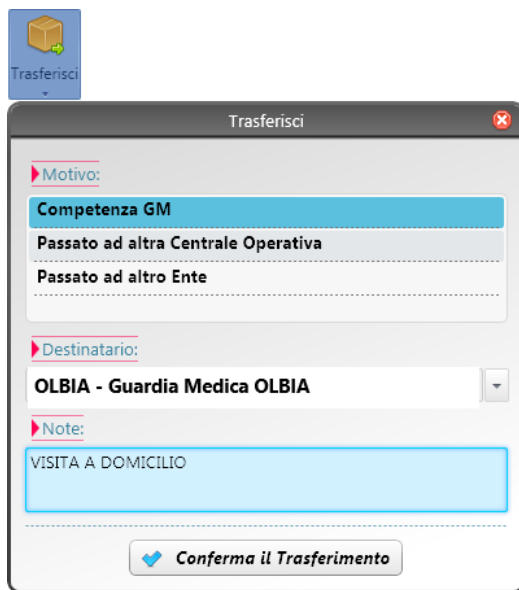 Trasferisci
Trasferisci
Motivo:
Competenza GM
Passato ad altra Centrale Operativa
Passato ad altro Ente
Destinatario:
OLBIA - Guardia Medica OLBIA
Note:
VISITA A DOMICILIO
Conferma il Trasferimento